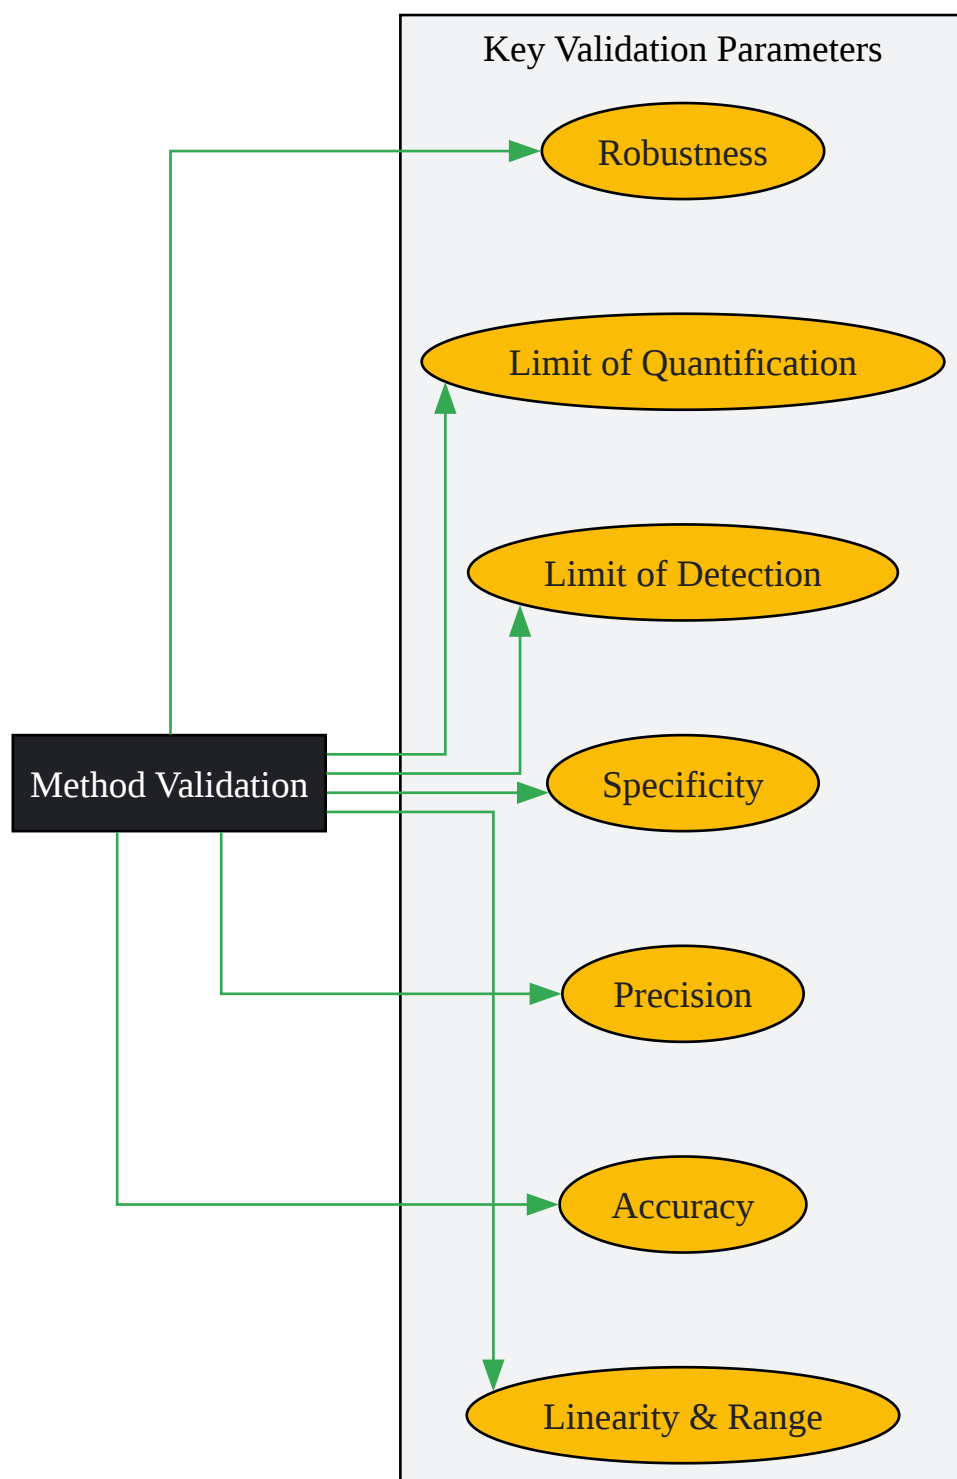 Key Validation Parameters
Robustness
Limit of Quantification
Limit of Detection
Method Validation
Specificity
Precision
Accuracy
Linearity & Range